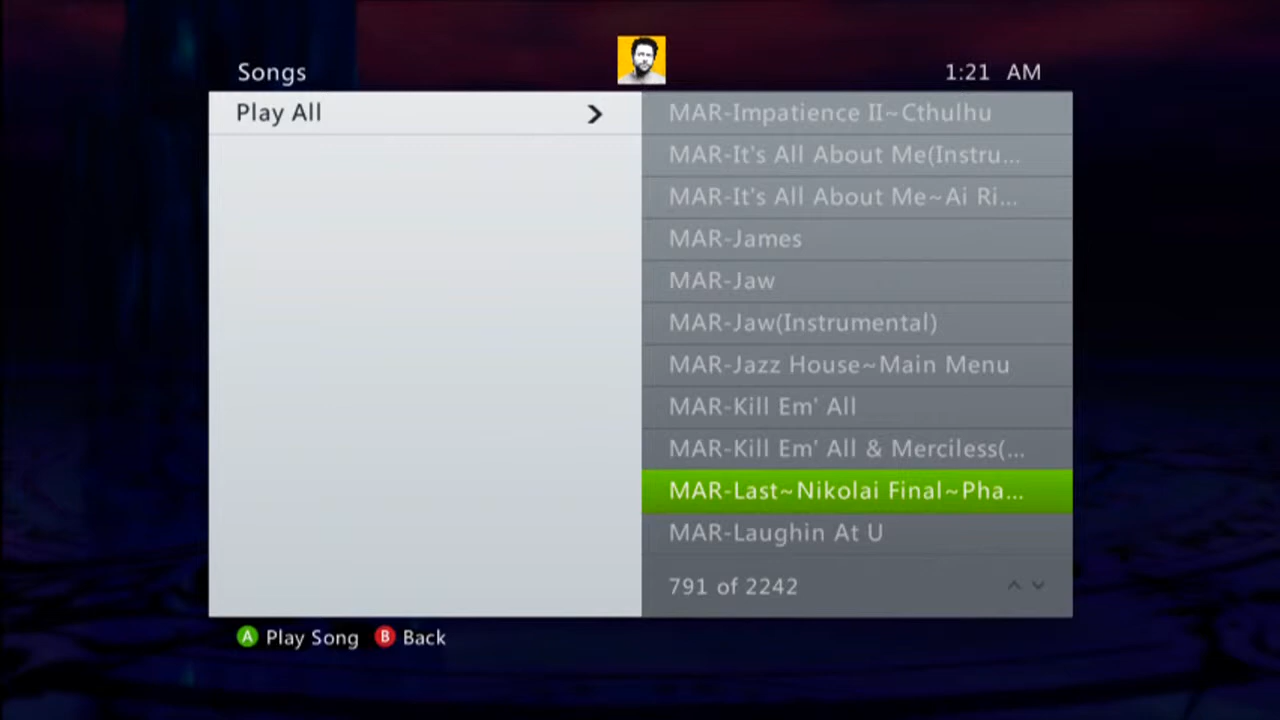 Songs
1:21 AM
Play All
MAR-Impatience II~Cthulhu
MAR-It's All About Me(Instru...
MAR-It's All About Me~Ai Ri...
MAR-James
MAR-Jaw
MAR-Jaw(Instrumental)
MAR-Jazz House~Main Menu
MAR-Kill Em' All
MAR-Kill Em' All & Merciless(...
MAR-Last~Nikolai Final~Pha...
MAR-Laughin At U
791 of 2242
A Play Song B Back